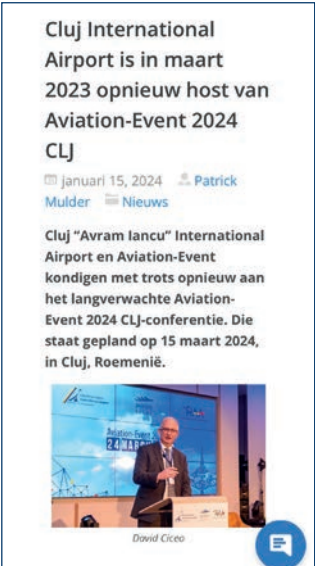 Cluj International
Airport is in maart
2023 opnieuw host van
Aviation-Event 2024
CLJ
januari 15, 2024 Patrick
Mulder Nieuws
Cluj “Avram Iancu” International
Airport en Aviation-Event
kondigen met trots opnieuw aan
het langverwachte Aviation-
Event 2024 CLJ-conferentie. Die
staat gepland op 15 maart 2024,
in Cluj, Roemenië.
Aviation-Event
24 MARCH
David Ciceo